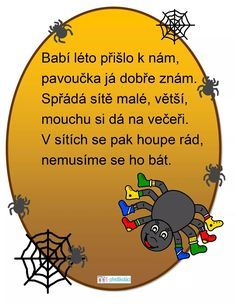 Babí léto přišlo k nám,
pavoučka já dobře znám.
Spřádá sítě malé, větší,
mouchu si dá na večeři.
V sítích se pak houpe rád,
nemusíme se ho bát.